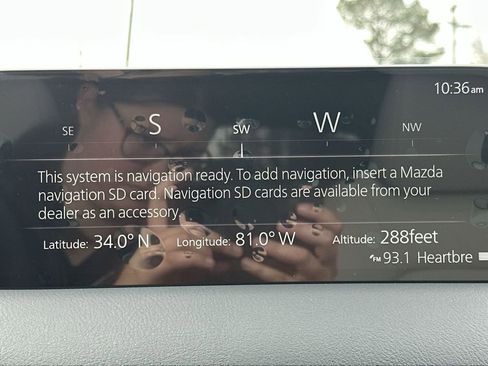 10:36am
SE S SW W NW
This system is navigation ready. To add navigation, insert a Mazda
navigation SD card. Navigation SD cards are available from your
dealer as an accessory.
Latitude: 34.0° N Longitude: 81.0° W Altitude: 288feet
FM 93.1 Heartbre